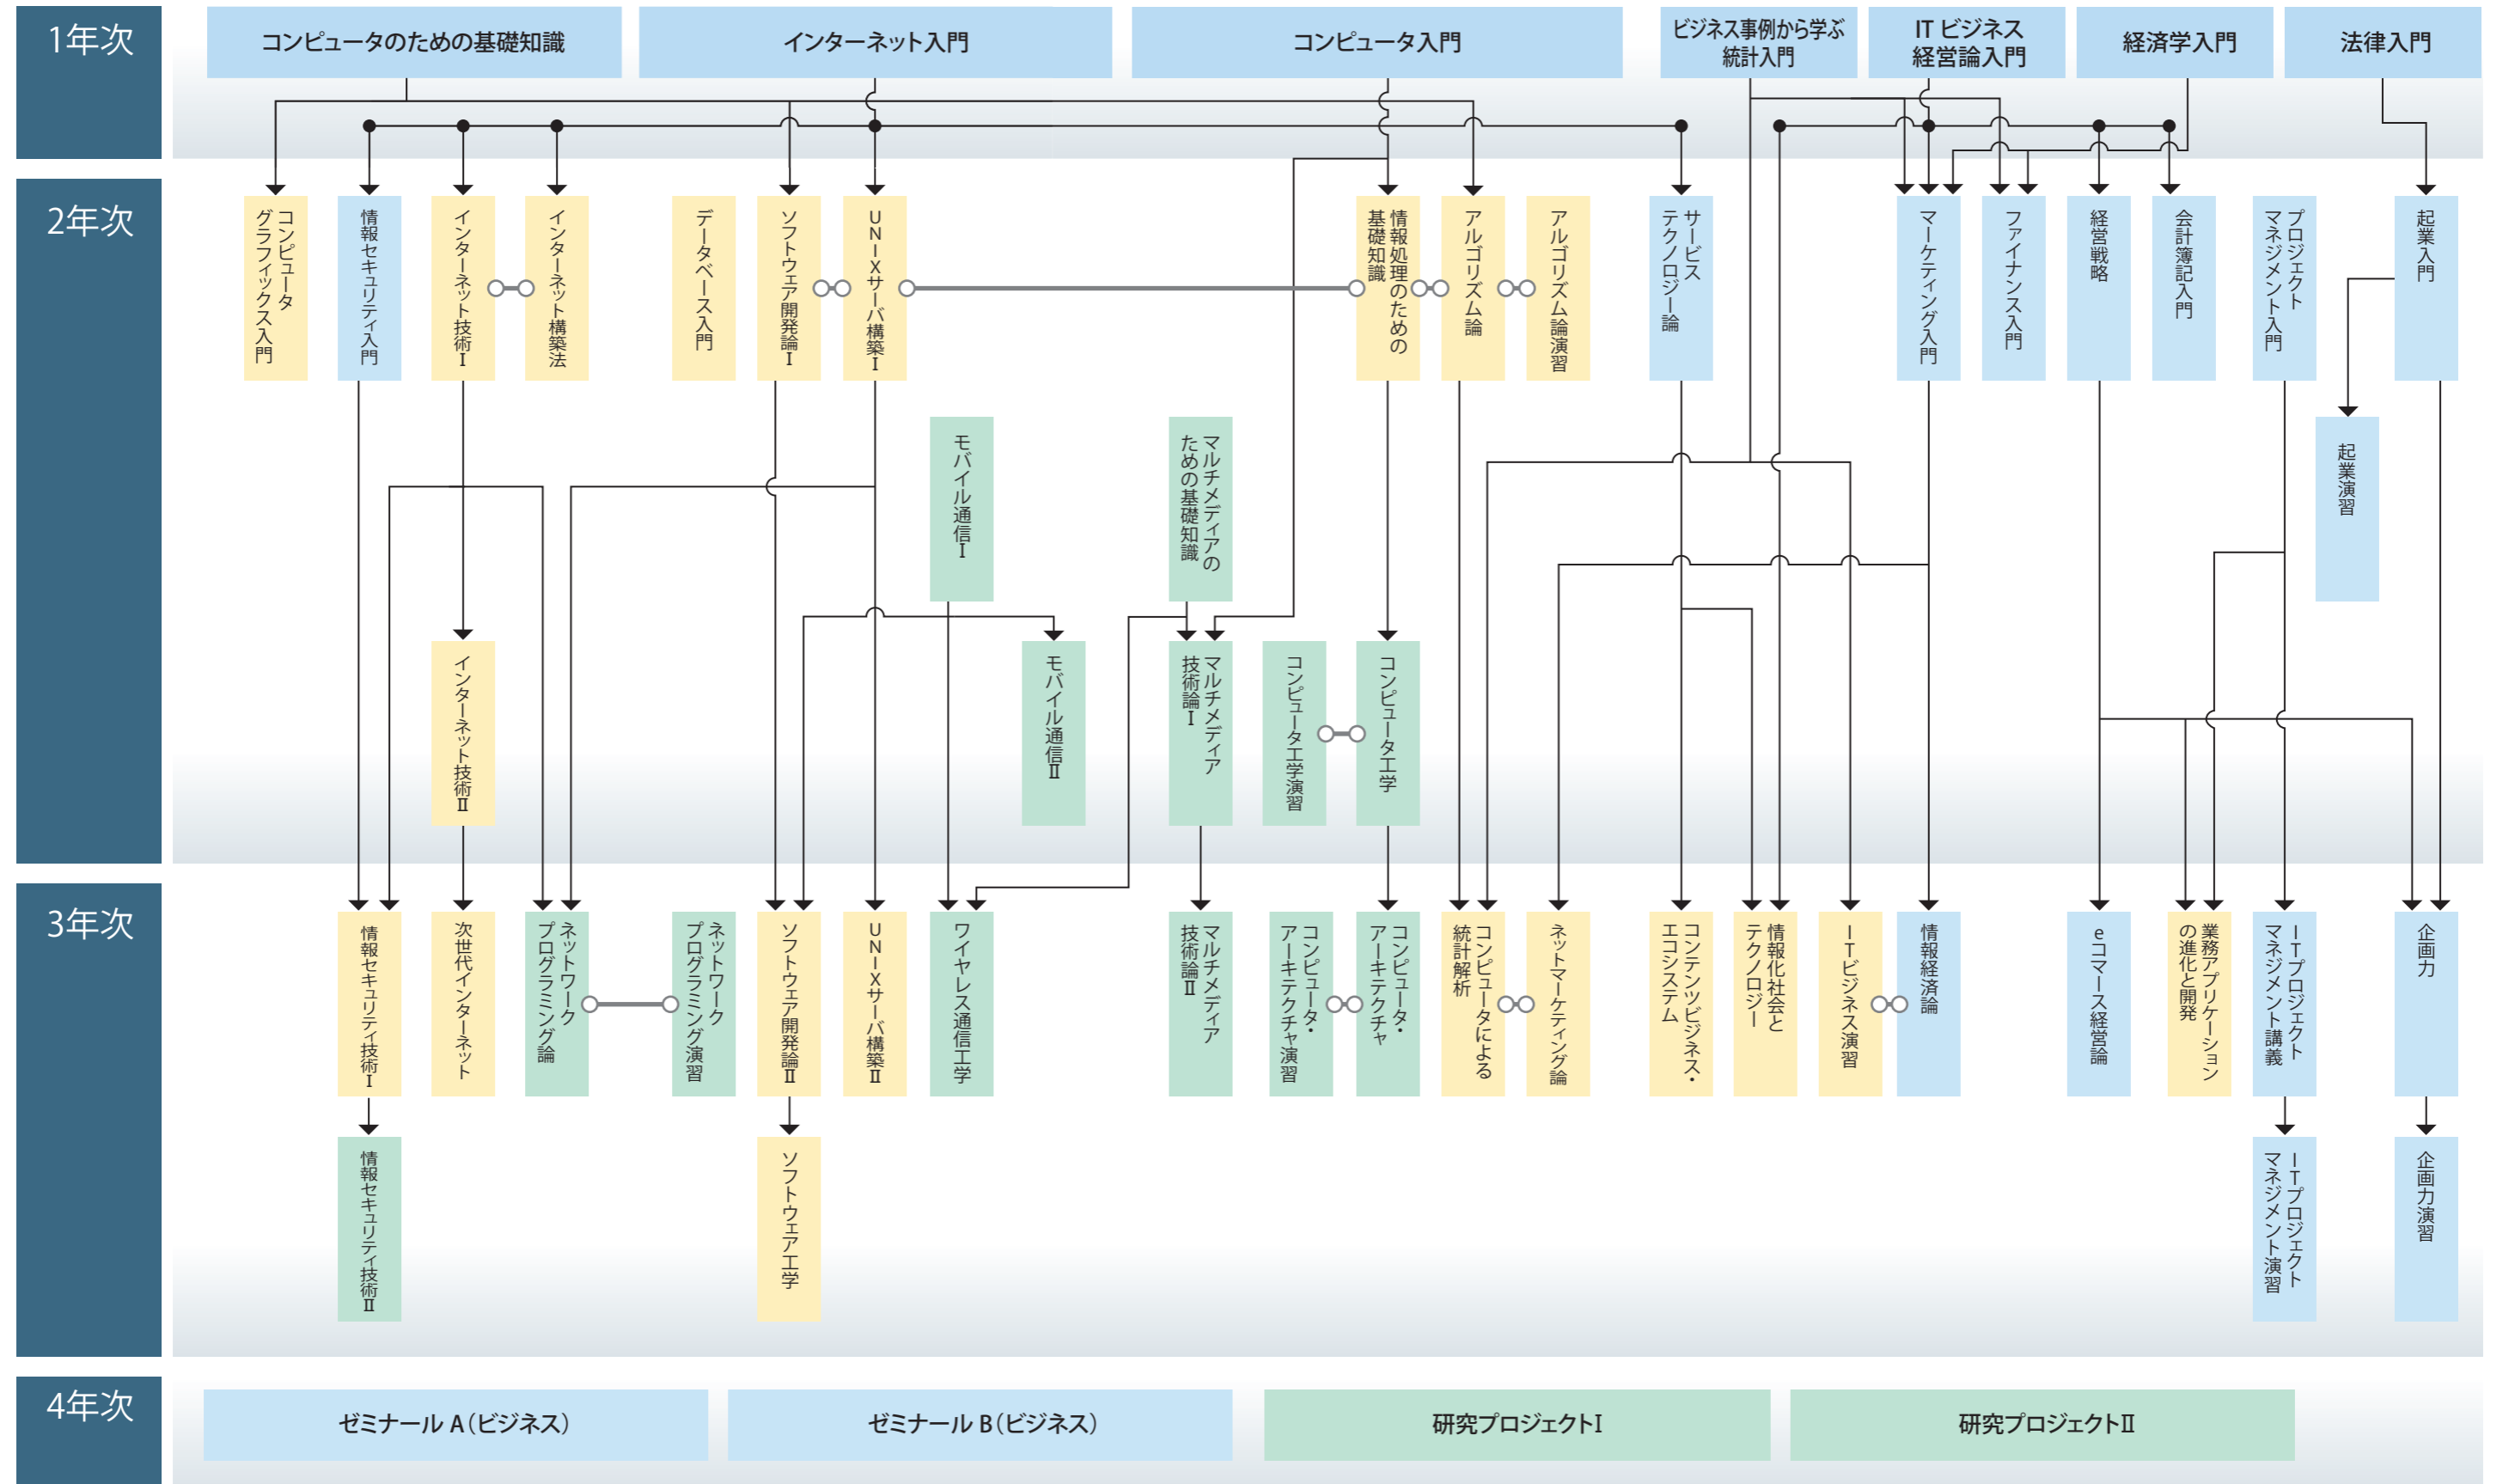 1年次
コンピュータのための基礎知識
インターネット入門
コンピュータ入門
ビジネス事例から学ぶ
統計入門
IT ビジネス
経営論入門
経済学入門
法律入門
2年次
コンピュータ
グラフィックス入門
情報セキュリティ入門
インターネット技術Ⅰ
インターネット構築法
データベース入門
ソフトウェア開発論Ⅰ
UNIXサーバ構築Ⅰ
情報処理のための
基礎知識
アルゴリズム論
アルゴリズム論演習
サービス
テクノロジー論
マーケティング入門
ファイナンス入門
経営戦略
会計簿記入門
プロジェクト
マネジメント入門
起業入門
モバイル通信Ⅰ
マルチメディアの
ための基礎知識
起業演習
インターネット技術Ⅱ
モバイル通信Ⅱ
マルチメディア
技術論Ⅰ
コンピュータ工学演習
コンピュータ工学
3年次
情報セキュリティ技術Ⅰ
次世代インターネット
ネットワーク
プログラミング論
ネットワーク
プログラミング演習
ソフトウェア開発論Ⅱ
UNIXサーバ構築Ⅱ
ワイヤレス通信工学
マルチメディア
技術論Ⅱ
コンピュータ・
アーキテクチャ演習
コンピュータ・
アーキテクチャ
コンピュータによる
統計解析
ネットマーケティング論
コンテンツビジネス・
エコシステム
情報化社会と
テクノロジー
ITビジネス演習
情報経済論
eコマース経営論
業務アプリケーション
の進化と開発
ITプロジェクト
マネジメント講義
企画力
情報セキュリティ技術Ⅱ
ソフトウェア工学
ITプロジェクト
マネジメント演習
企画力演習
4年次
ゼミナール A（ビジネス）
ゼミナール B（ビジネス）
研究プロジェクトⅠ
研究プロジェクトⅡ